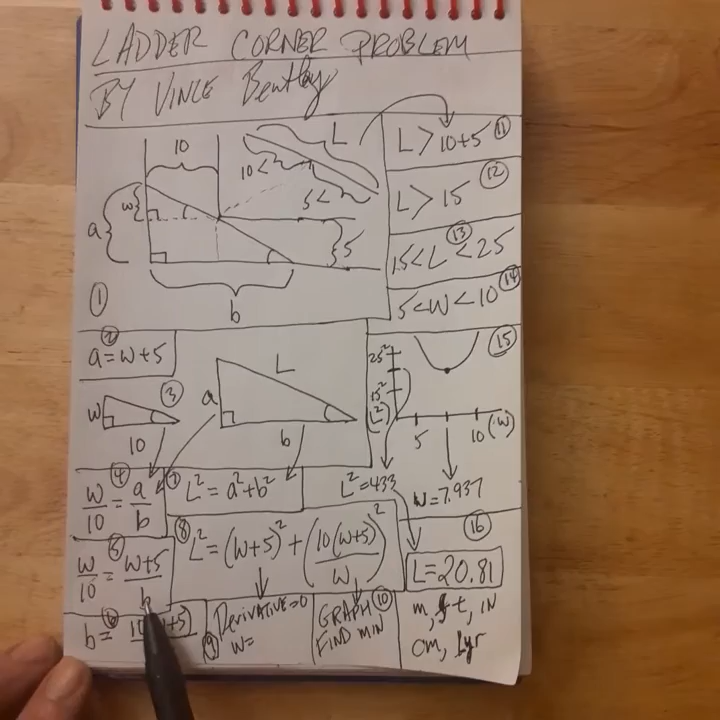 LADDER CORNER PROBLEM
BY VINCE Bentley
10
L
10<
5<
w
a
5
b
1
L > 10+5 11
L > 15 12
15 < L < 25 13
5 < W < 10 14
2
a = w+5
3
w
10
a
L
b
25²
15²
(L²)
15
5
10 (w)
w = 7.937
4
w/10 = a/b
7 L² = a² + b²
L² = 433
5
w/10 = w+5/b
8 L² = (w+5)² + (10(w+5)/w)²
16
L = 20.81
6
b =
9 DERIVATIVE = 0
w =
GRAPH 10
FIND MIN
m, ft, in
cm, lyr